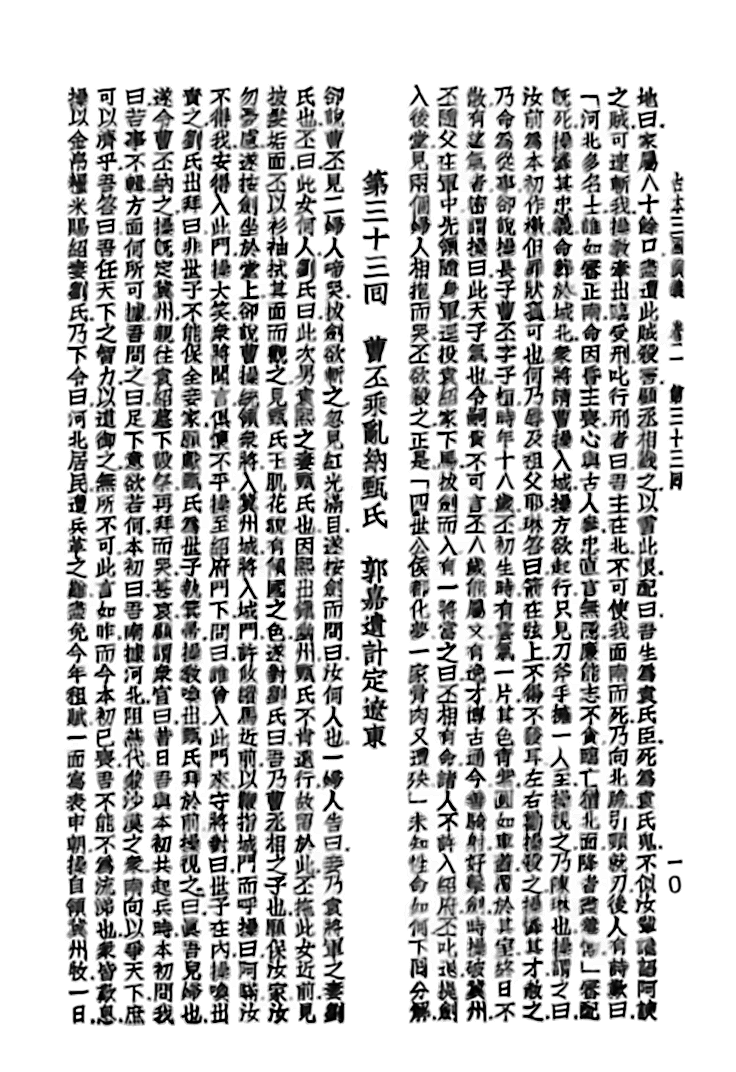 古本三國演義　卷二　第三十二回　一〇
地曰家屬八十餘口盡遭此賊殺害願丞相戮之以雪此恨配曰吾生爲袁氏臣死爲袁氏鬼不似汝輩讒諂阿諛
之賊可速斬我操敎牽出臨受刑叱行刑者曰吾主在北不可使我面南而死乃向北跪引頸就刃後人有詩歎曰
「河北多名士誰如審正南命因昏主喪心與古人參忠直言無隱廉能志不貪臨亡猶北面降者盡羞慚」審配
旣死操憐其忠義命葬於城北衆將請曹操入城操方欲起行只見刀斧手擁一人至操視之乃陳琳也操謂之曰
汝前爲本初作檄但罪狀孤可也何乃辱及祖父耶琳答曰箭在弦上不得不發耳左右勸操殺之操憐其才赦之
乃命爲從事卻說操長子曹丕字子桓時年十八歲丕初生時有雲氣一片其色靑紫圓如車蓋覆於其室終日不
散有望氣者密謂操曰此天子氣也令嗣貴不可言丕八歲能屬文有逸才博古通今善騎射好擊劍時操破冀州
丕隨父在軍中先領隨身軍逕投袁紹家下馬拔劍而入有一將當之曰丞相有命諸人不許入紹府丕叱退提劍
入後堂見兩個婦人相抱而哭丕欲殺之正是「四世公侯都化夢一家骨肉又遭殃」未知性命如何下回分解
第三十三回　曹丕乘亂納甄氏　郭嘉遺計定遼東
卻說曹丕見二婦人啼哭拔劍欲斬之忽見紅光滿目遂按劍而問曰汝何人也一婦人告曰妾乃袁將軍之妻劉
氏也丕曰此女何人劉氏曰此次男袁熙之妻甄氏也因熙出鎭幽州甄氏不肯遠行故留於此丕拖此女近前見
披髮垢面丕以衫袖拭其面而觀之見甄氏玉肌花貌有傾國之色遂對劉氏曰吾乃曹丞相之子也願保汝家汝
勿憂慮遂按劍坐於堂上卻說曹操統領衆將入冀州城將入城門許攸縱馬近前以鞭指城門而呼操曰阿瞞汝
不得我安得入此門操大笑衆將聞言俱懷不平操至紹府門下問曰誰曾入此門來守將對曰世子在內操喚出
責之劉氏出拜曰非世子不能保全妾家願獻甄氏爲世子執箕帚操敎喚出甄氏拜於前操視之曰眞吾兒婦也
遂令曹丕納之操旣定冀州親往袁紹墓下設祭再拜而哭甚哀顧謂衆官曰昔日吾與本初共起兵時本初問我
曰若事不輯方面何所可據吾問之曰足下意欲若何本初曰吾南據河北阻燕代兼沙漠之衆南向以爭天下庶
可以濟乎吾答曰吾任天下之智力以道御之無所不可此言如昨而今本初已喪吾不能不爲流涕也衆皆歎息
操以金帛糧米賜紹妻劉氏乃下令曰河北居民遭兵革之難盡免今年租賦一面寫表申朝操自領冀州牧一日